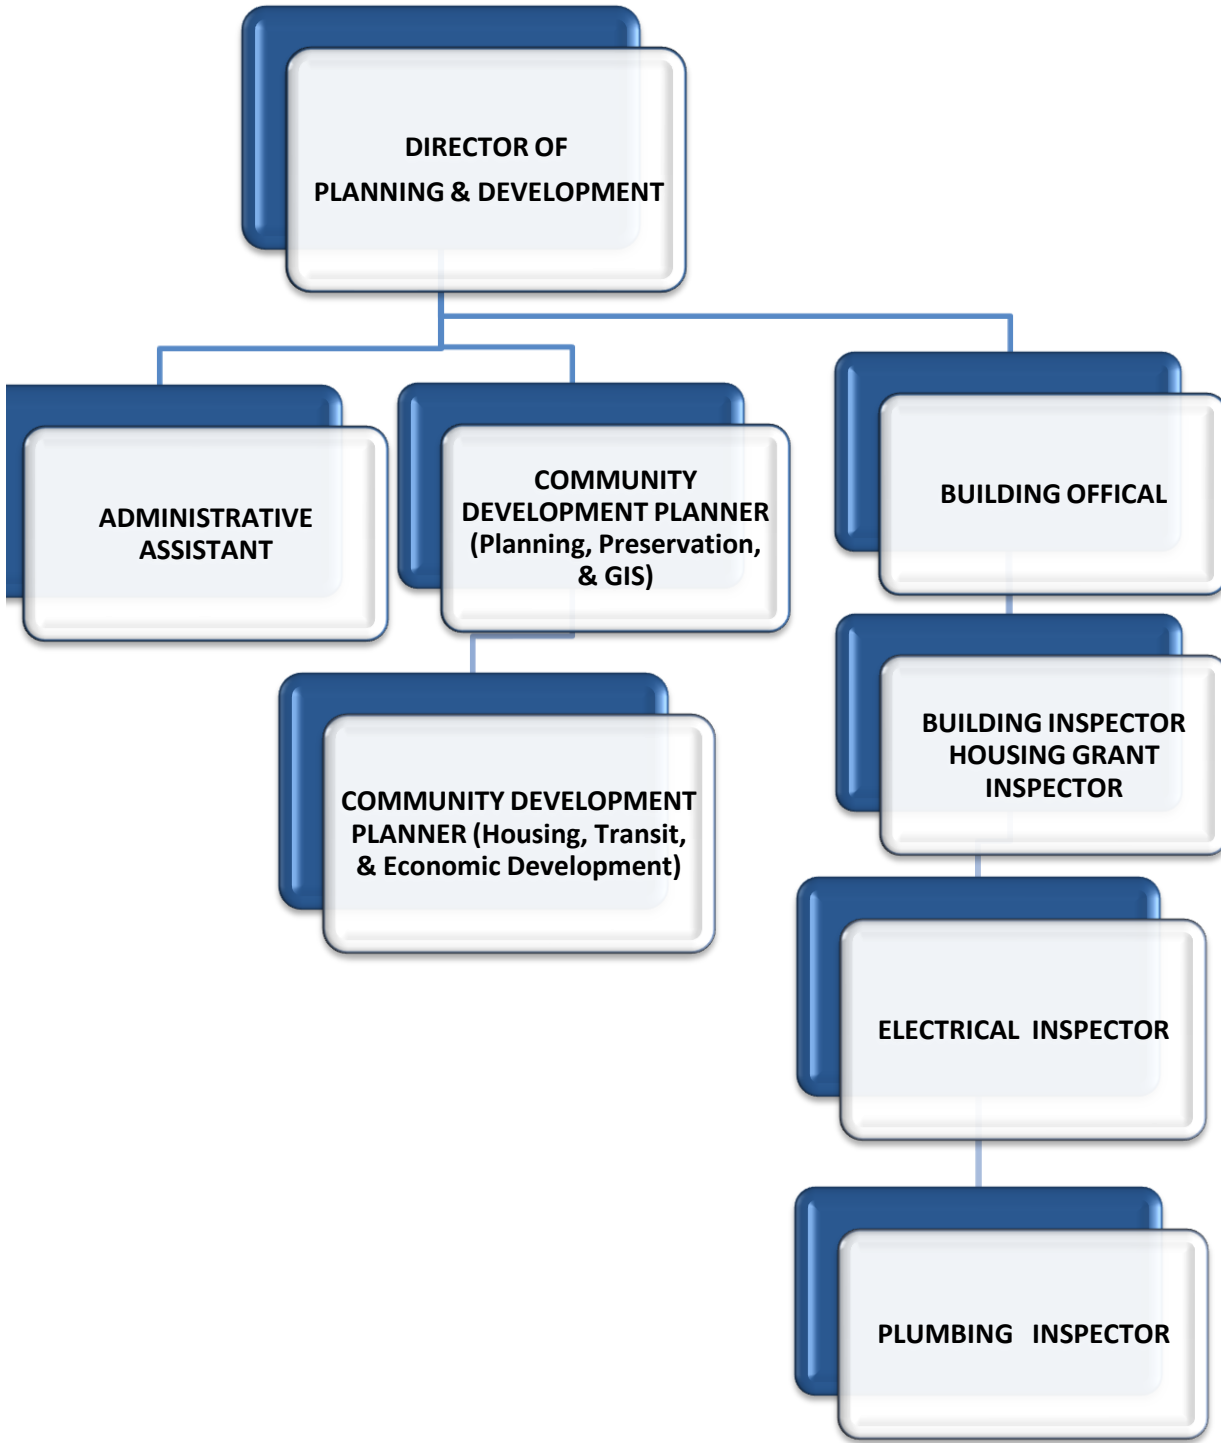 DIRECTOR OF
PLANNING & DEVELOPMENT
ADMINISTRATIVE
ASSISTANT
COMMUNITY
DEVELOPMENT PLANNER
(Planning, Preservation,
& GIS)
BUILDING OFFICAL
COMMUNITY DEVELOPMENT
PLANNER (Housing, Transit,
& Economic Development)
BUILDING INSPECTOR
HOUSING GRANT
INSPECTOR
ELECTRICAL INSPECTOR
PLUMBING INSPECTOR